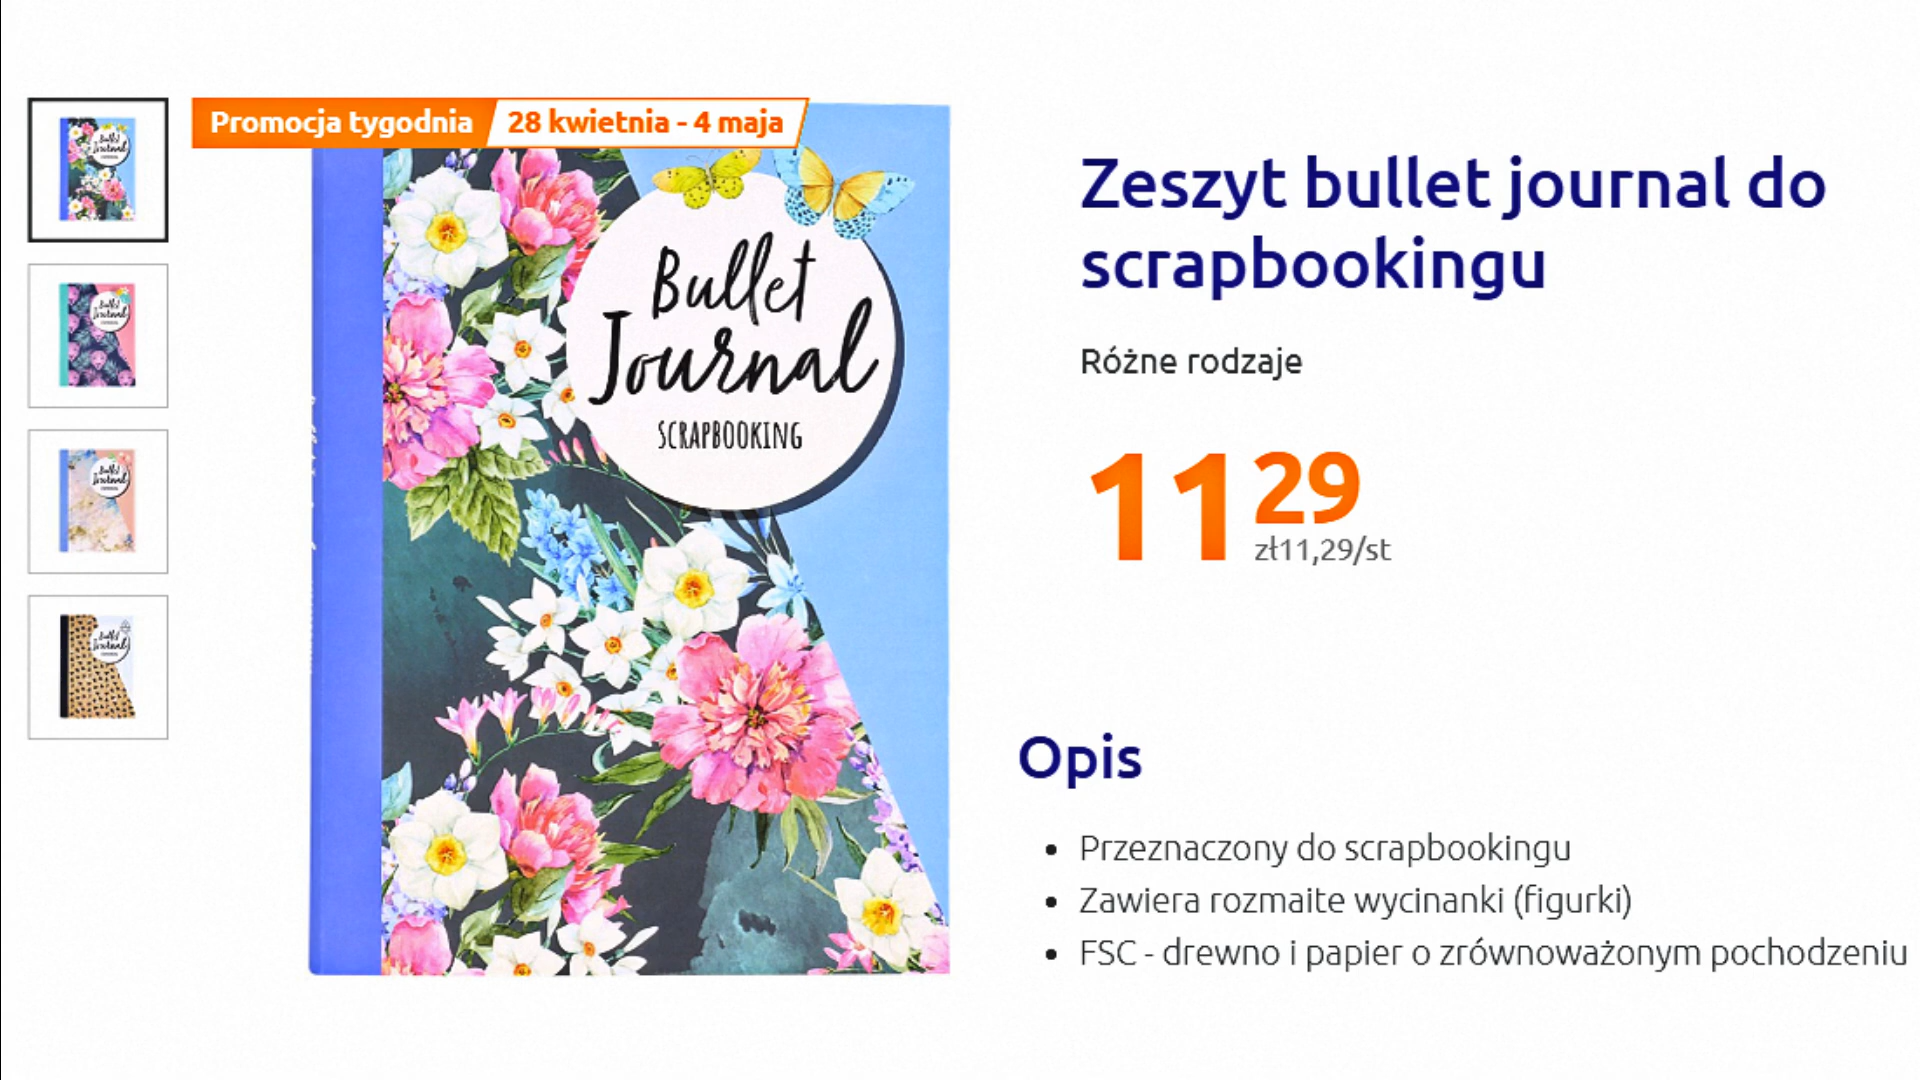 Promocja tygodnia 28 kwietnia - 4 maja
Bullet
Journal
SCRAPBOOKING
Zeszyt bullet journal do
scrapbookingu
Różne rodzaje
11 29
zł11,29/st
Opis
• Przeznaczony do scrapbookingu
• Zawiera rozmaite wycinanki (figurki)
• FSC - drewno i papier o zrównoważonym pochodzeniu